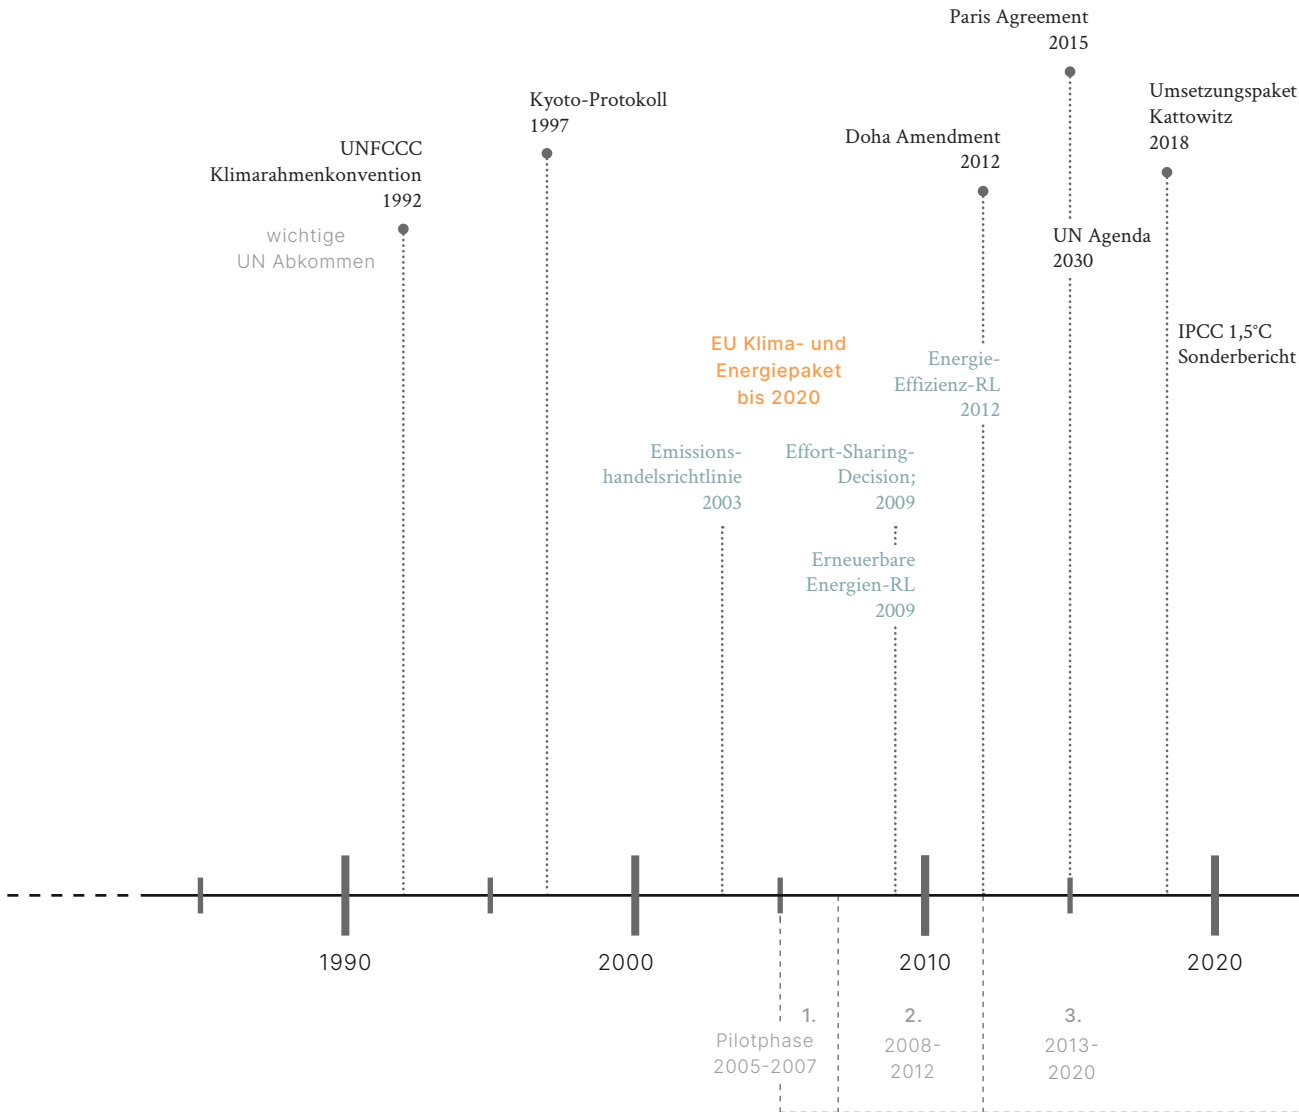 Paris Agreement
2015
Umsetzungspaket
Kattowitz
2018
Kyoto-Protokoll
1997
Doha Amendment
2012
UNFCCC
Klimarahmenkonvention
1992
wichtige
UN Abkommen
UN Agenda
2030
IPCC 1,5°C
Sonderbericht
EU Klima- und
Energiepaket
bis 2020
Energie-
Effizienz-RL
2012
Emissions-
handelsrichtlinie
2003
Effort-Sharing-
Decision;
2009
Erneuerbare
Energien-RL
2009
1990
2000
2010
2020
1.
Pilotphase
2005-2007
2.
2008-
2012
3.
2013-
2020